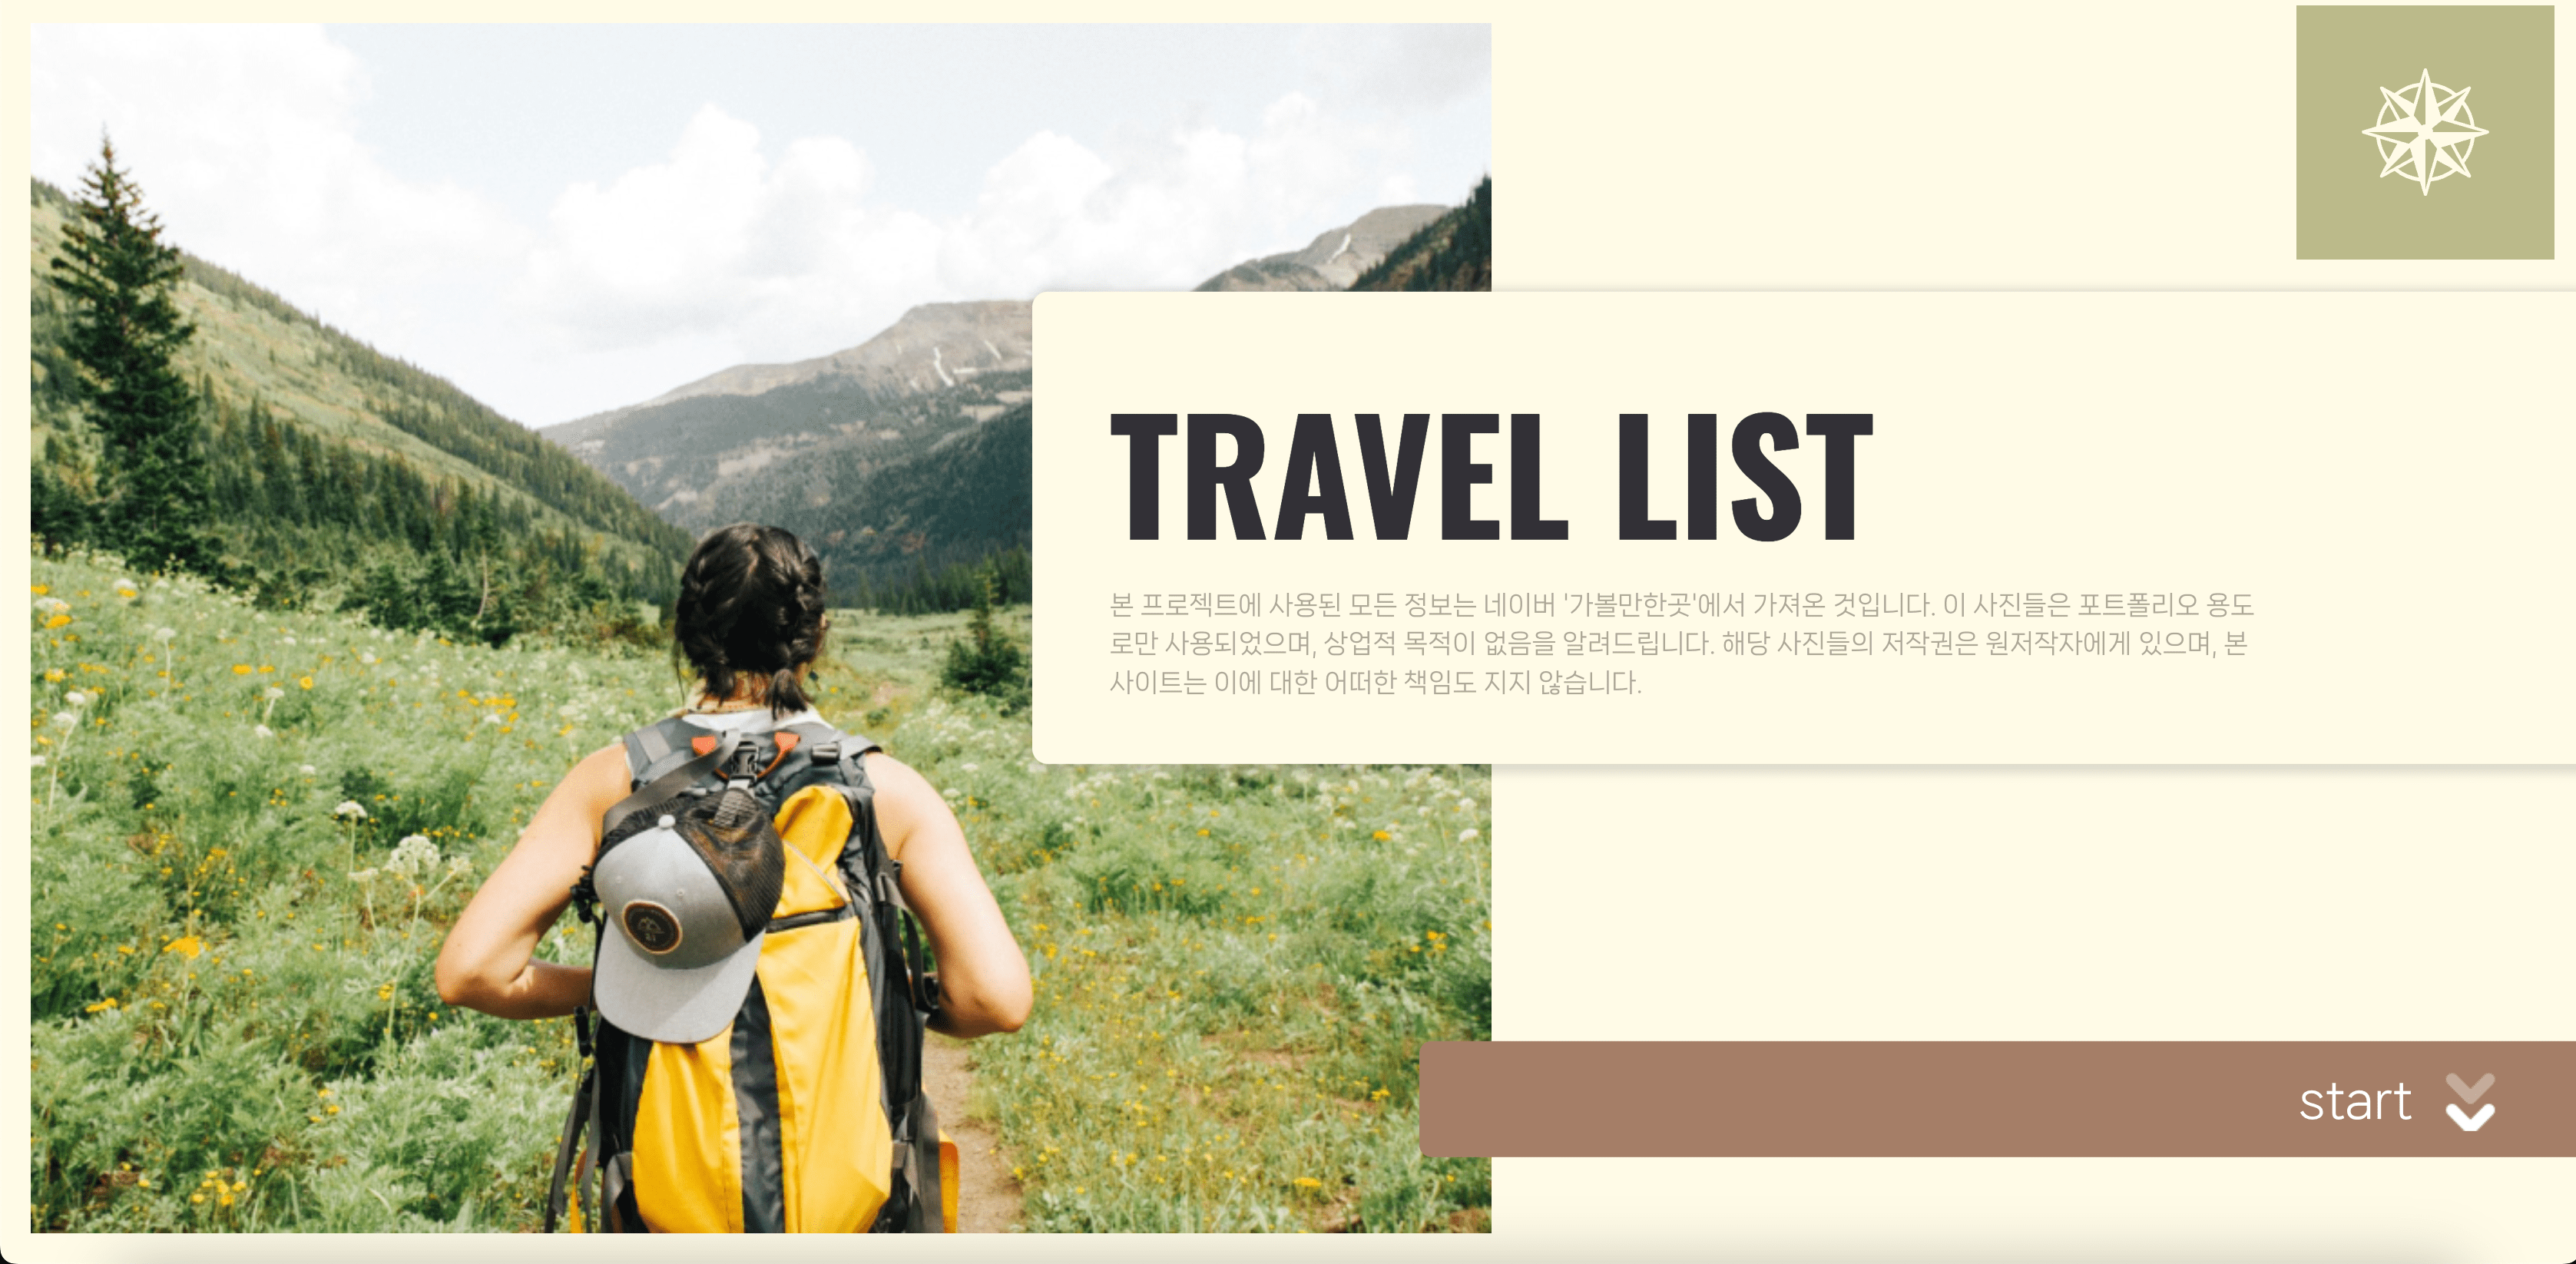 TRAVEL LIST
본 프로젝트에 사용된 모든 정보는 네이버 '가볼만한곳'에서 가져온 것입니다. 이 사진들은 포트폴리오 용도
로만 사용되었으며, 상업적 목적이 없음을 알려드립니다. 해당 사진들의 저작권은 원저작자에게 있으며, 본
사이트는 이에 대한 어떠한 책임도 지지 않습니다.
start